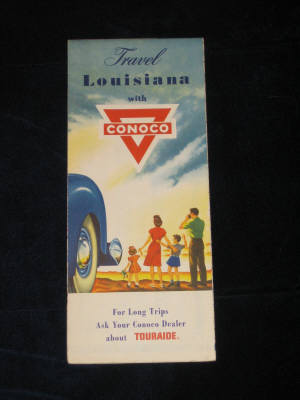 Travel
Louisiana
with
CONOCO
For Long Trips
Ask Your Conoco Dealer
about TOURAIDE.